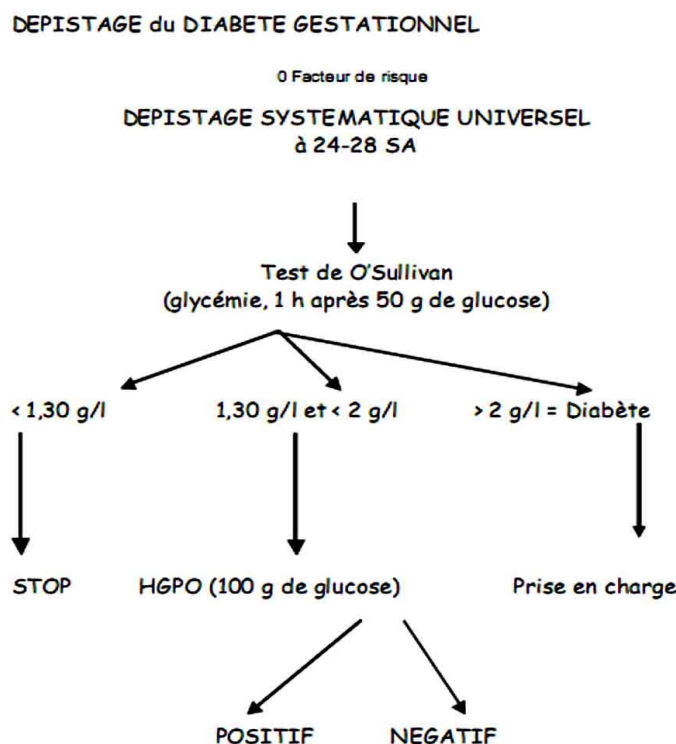 DEPISTAGE du DIABETE GESTATIONNEL
0 Facteur de risque
DEPISTAGE SYSTEMATIQUE UNIVERSEL
à 24-28 SA
Test de O'Sullivan
(glycémie, 1 h après 50 g de glucose)
< 1,30 g/l 1,30 g/l et < 2 g/l > 2 g/l = Diabète
STOP HGPO (100 g de glucose) Prise en charge
POSITIF NEGATIF